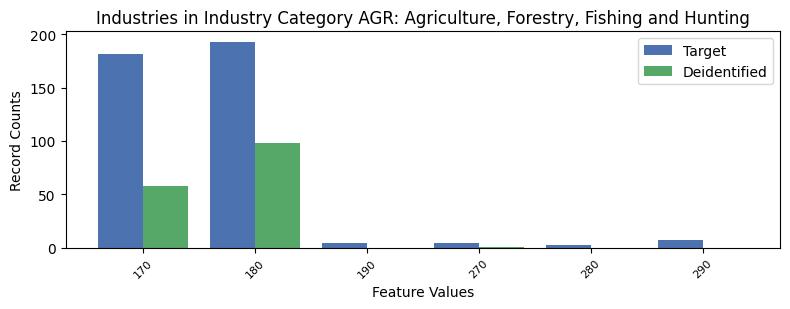 Industries in Industry Category AGR: Agriculture, Forestry, Fishing and Hunting
Target
Deidentified
Record Counts
200
150
100
50
0
170
180
190
270
280
290
Feature Values